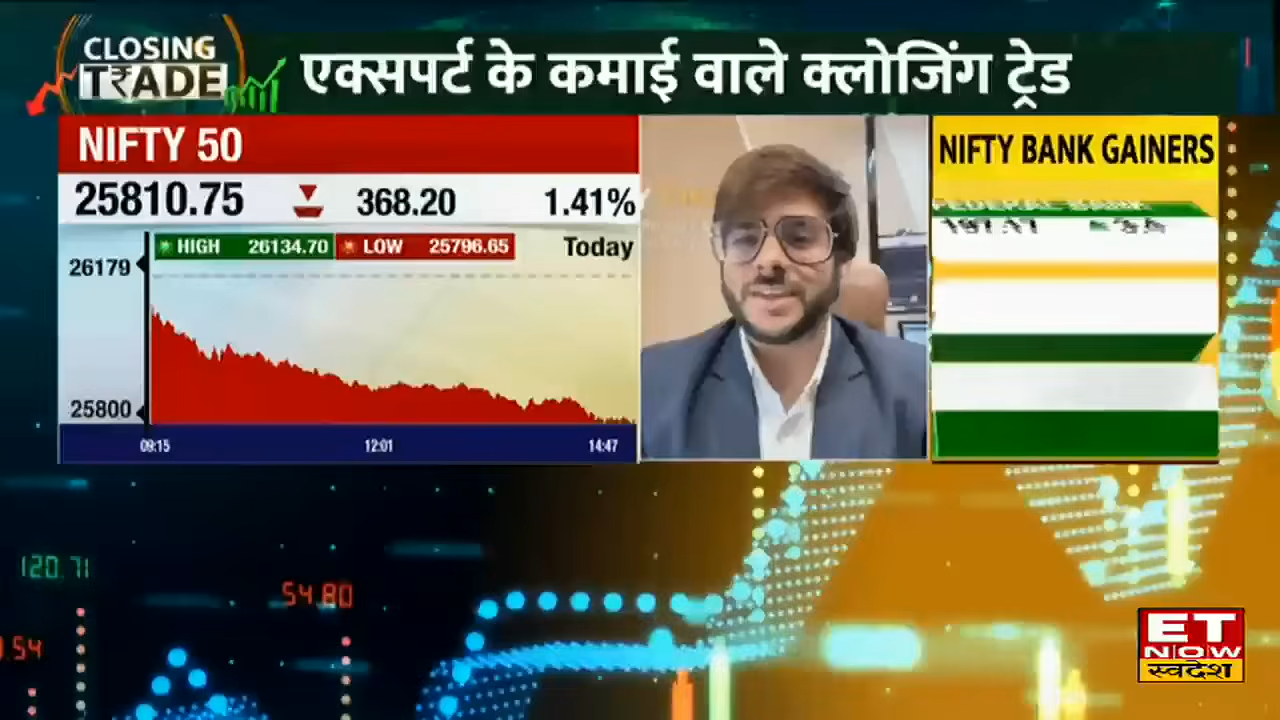 CLOSING
TRADE
एक्सपर्ट के कमाई वाले क्लोजिंग ट्रेड
NIFTY 50
25810.75 368.20 1.41%
HIGH 26134.70 LOW 25796.65 Today
26179
25800
09:15 12:01 14:47
NIFTY BANK GAINERS
120.71
54.80
.54
ET
NOW
स्वदेश